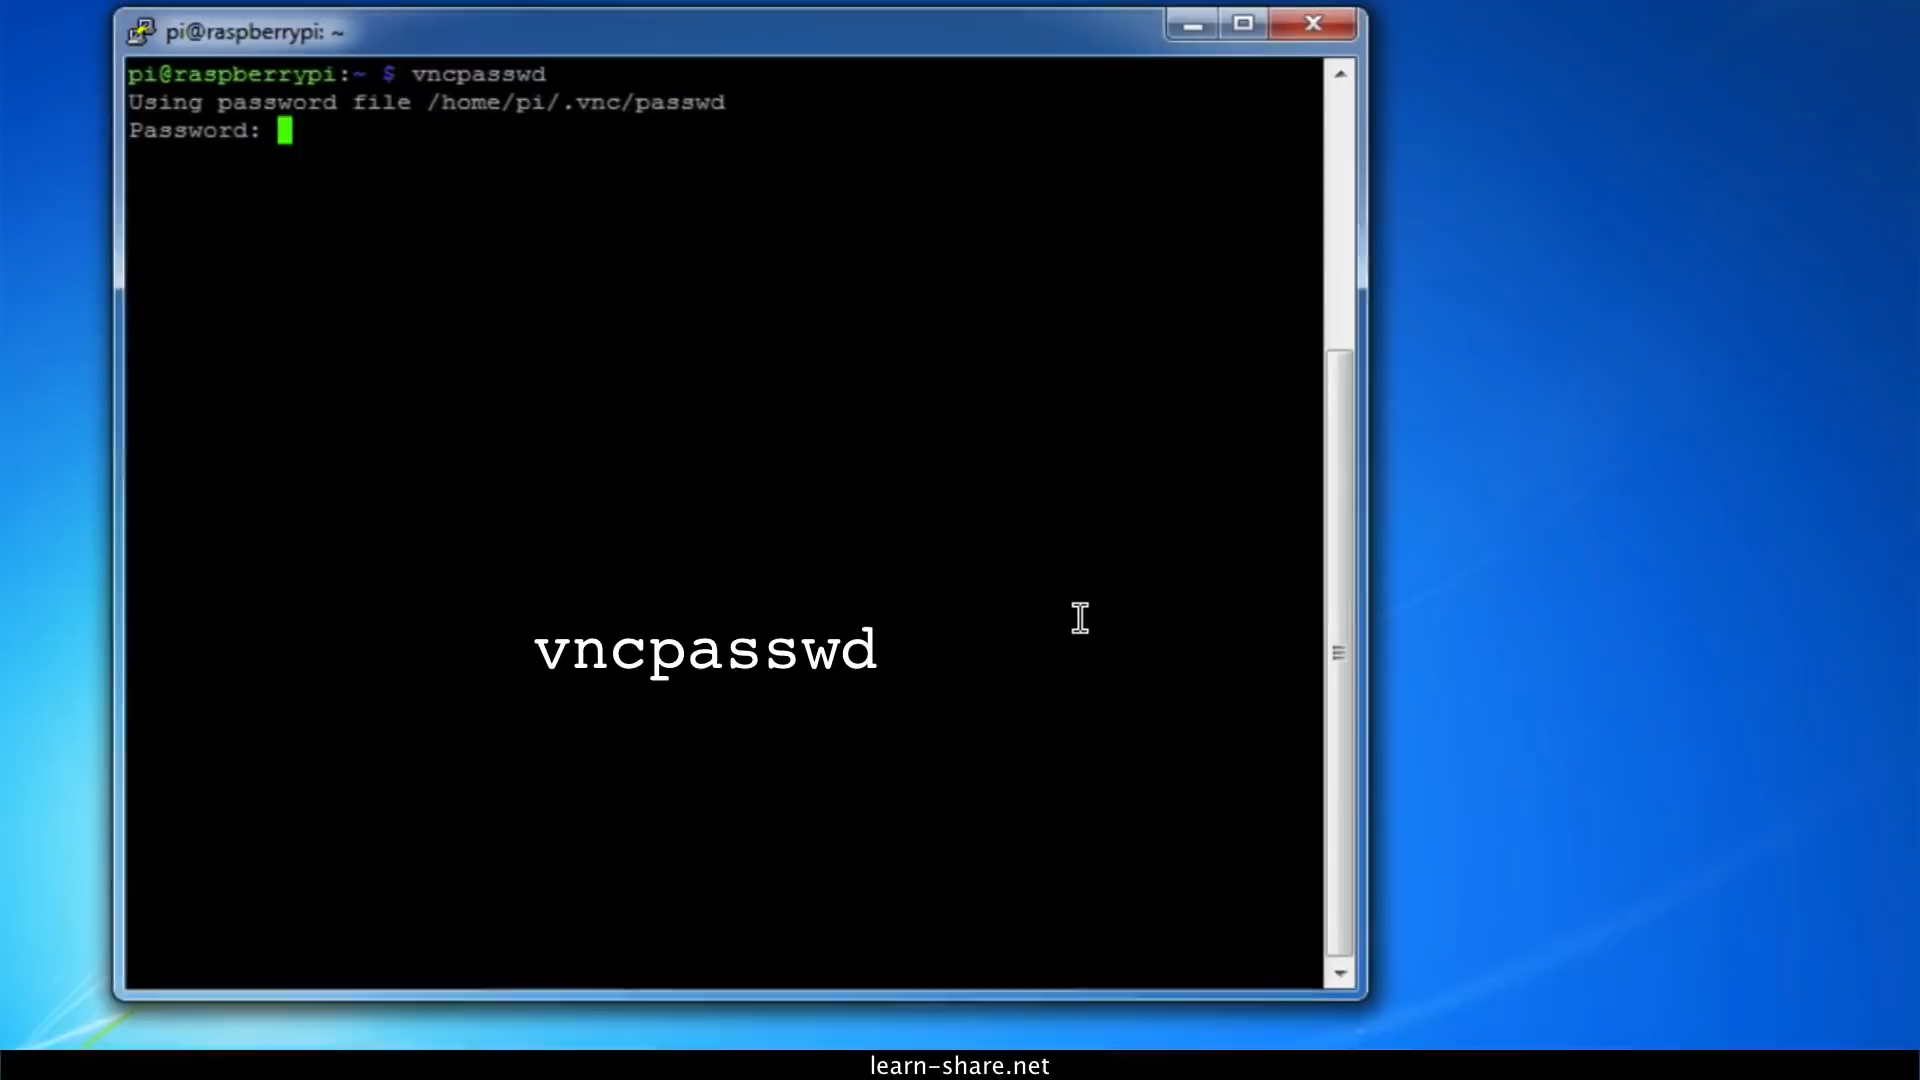 pi@raspberrypi: ~
pi@raspberrypi:~ $ vncpasswd
Using password file /home/pi/.vnc/passwd
Password:
vncpasswd
learn-share.net